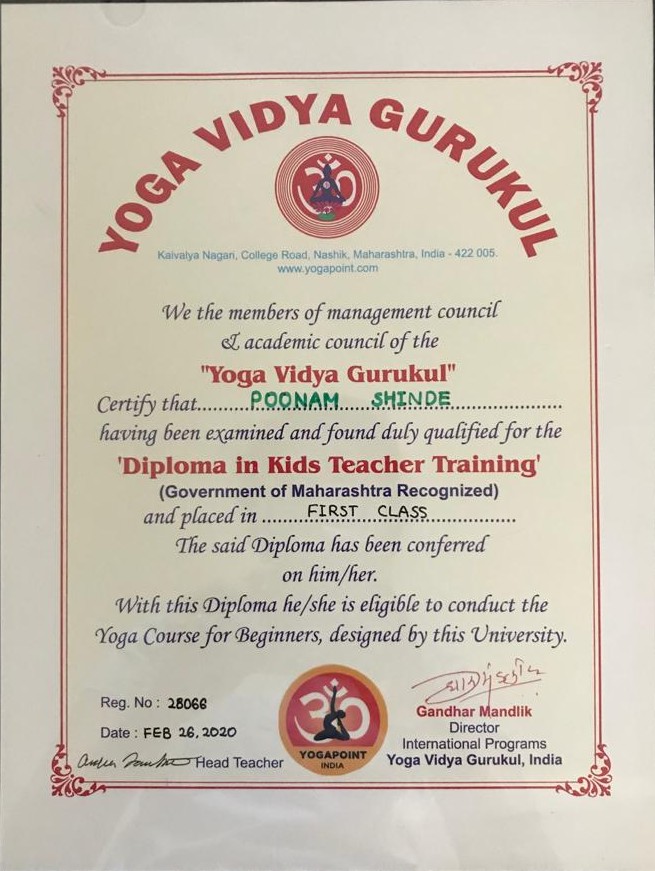 YOGA VIDYA GURUKUL
Kaivalya Nagari, College Road, Nashik, Maharashtra, India - 422 005.
www.yogapoint.com
We the members of management council
& academic council of the
"Yoga Vidya Gurukul"
Certify that..........POONAM SHINDE..........
having been examined and found duly qualified for the
'Diploma in Kids Teacher Training'
(Government of Maharashtra Recognized)
and placed in ..........FIRST CLASS..........
The said Diploma has been conferred
on him/her.
With this Diploma he/she is eligible to conduct the
Yoga Course for Beginners, designed by this University.
Reg. No : 28066
Date : FEB 26, 2020
Head Teacher
YOGAPOINT
INDIA
Gandhar Mandlik
Director
International Programs
Yoga Vidya Gurukul, India